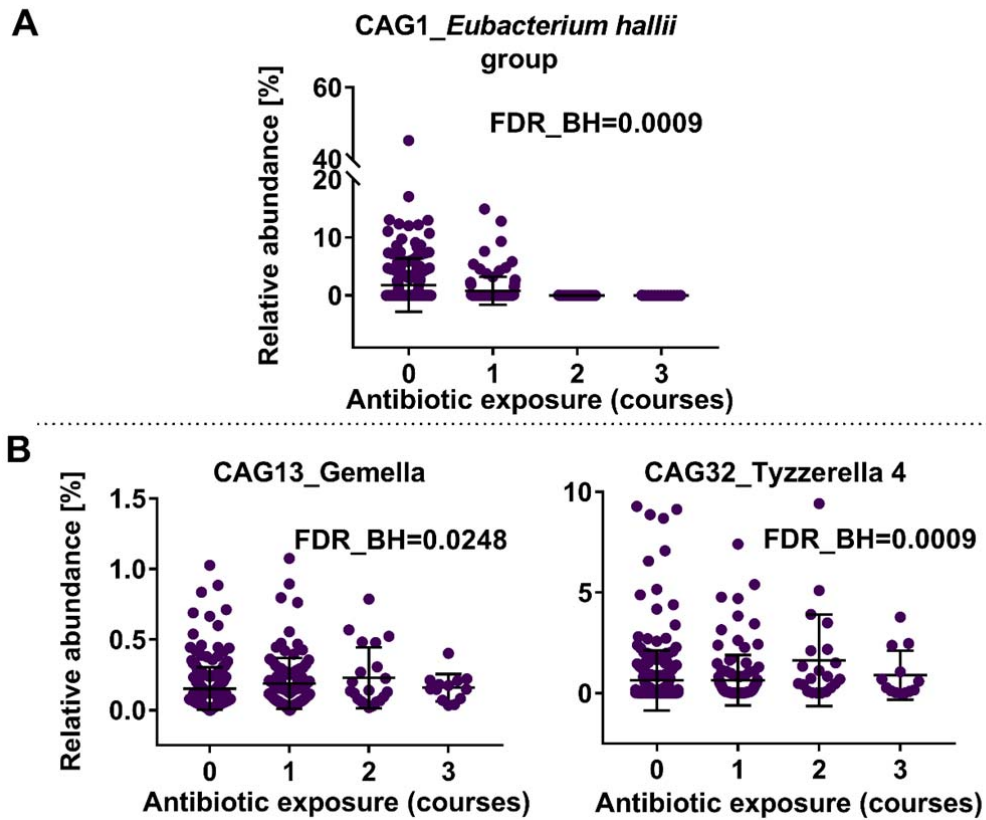 A
CAG1_Eubacterium hallii
group
Relative abundance [%]
60
40
20
10
0
FDR_BH=0.0009
0 1 2 3
Antibiotic exposure (courses)
B
CAG13_Gemella
Relative abundance [%]
1.5
1.0
0.5
0.0
FDR_BH=0.0248
0 1 2 3
Antibiotic exposure (courses)
CAG32_Tyzzerella 4
10
5
0
FDR_BH=0.0009
0 1 2 3
Antibiotic exposure (courses)